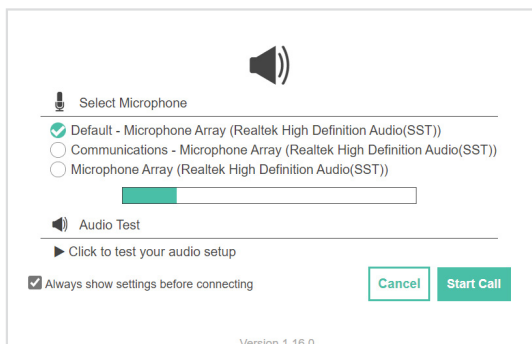 Select Microphone
Default - Microphone Array (Realtek High Definition Audio(SST))
Communications - Microphone Array (Realtek High Definition Audio(SST))
Microphone Array (Realtek High Definition Audio(SST))
Audio Test
Click to test your audio setup
Always show settings before connecting
Cancel
Start Call
Version 1.16.0